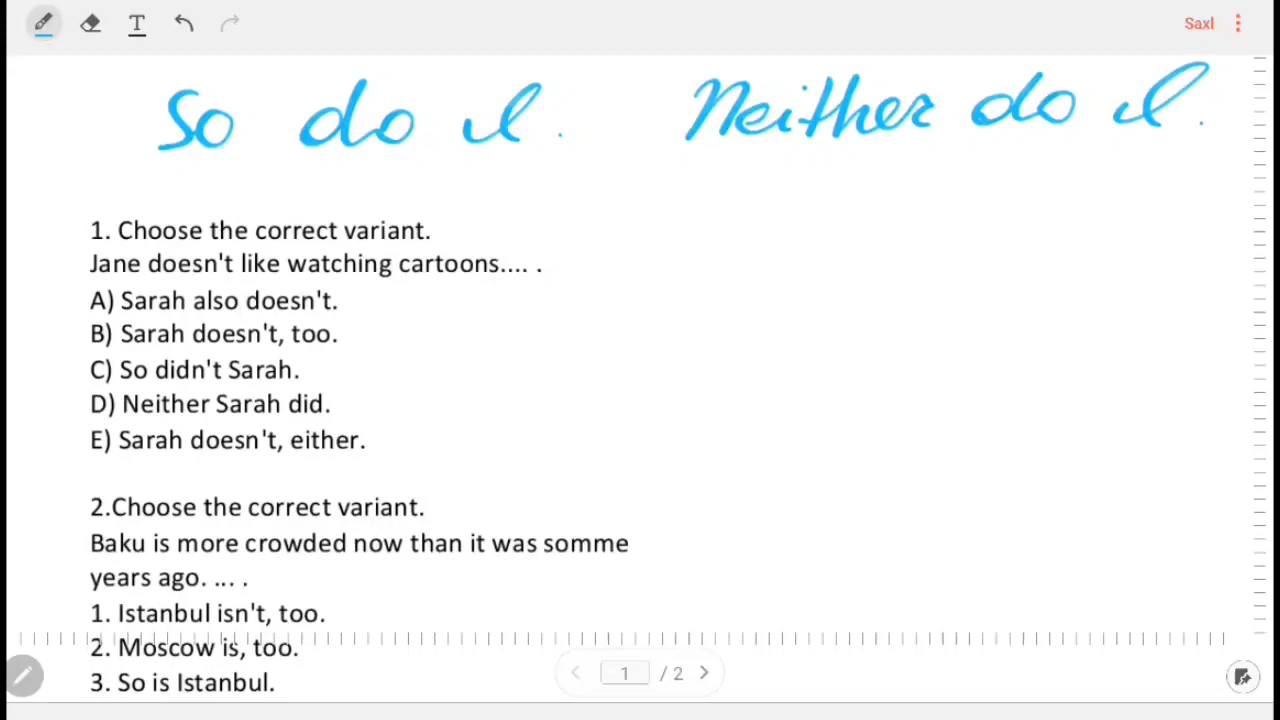 Saxl
So do I. Neither do I.
1. Choose the correct variant.
Jane doesn't like watching cartoons.... .
A) Sarah also doesn't.
B) Sarah doesn't, too.
C) So didn't Sarah.
D) Neither Sarah did.
E) Sarah doesn't, either.
2.Choose the correct variant.
Baku is more crowded now than it was somme
years ago. ... .
1. Istanbul isn't, too.
2. Moscow is, too.
3. So is Istanbul.
1 / 2